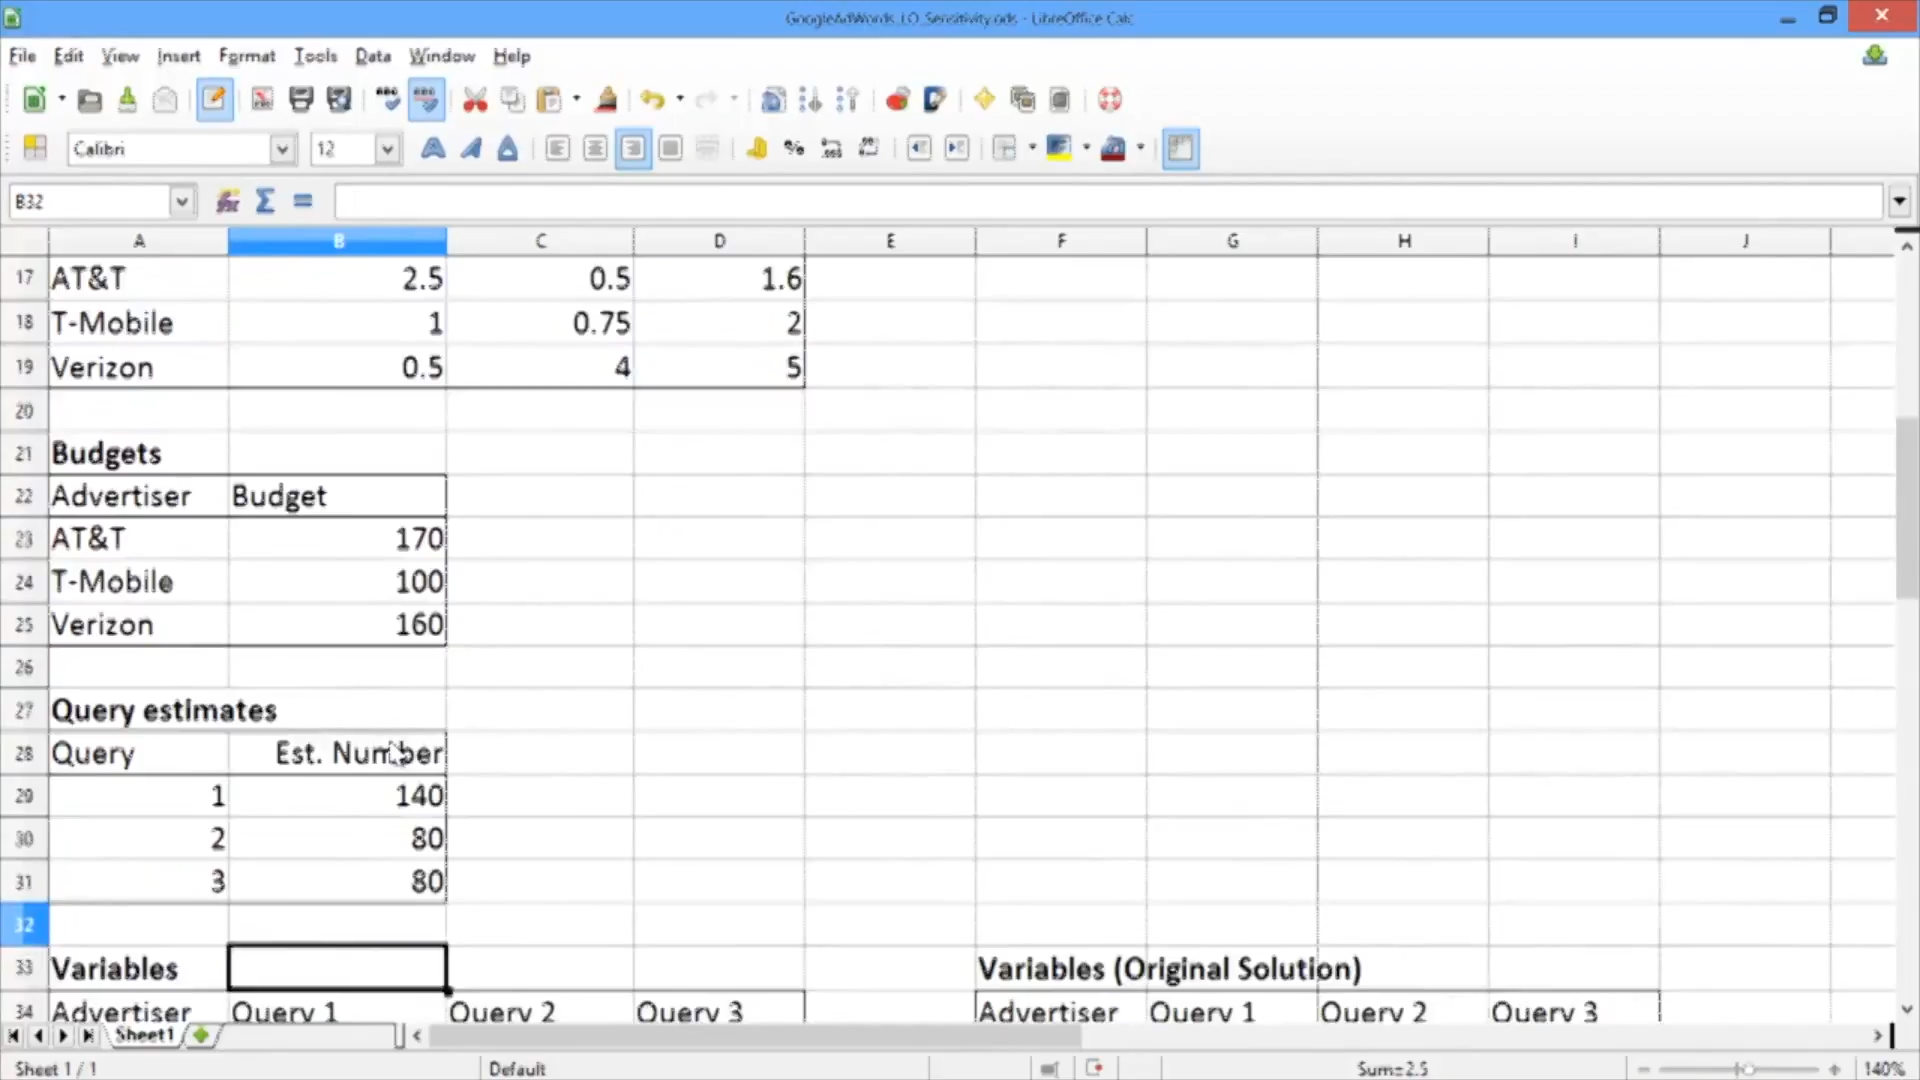 GoogleAdWords_LO_Sensitivity.ods - LibreOffice Calc
File Edit View Insert Format Tools Data Window Help
Calibri 12
B32
A B C D E F G H I J
17 AT&T 2.5 0.5 1.6
18 T-Mobile 1 0.75 2
19 Verizon 0.5 4 5
20
21 Budgets
22 Advertiser Budget
23 AT&T 170
24 T-Mobile 100
25 Verizon 160
26
27 Query estimates
28 Query Est. Number
29 1 140
30 2 80
31 3 80
32
33 Variables Variables (Original Solution)
34 Advertiser Query 1 Query 2 Query 3 Advertiser Query 1 Query 2 Query 3
Sheet1
Sheet 1 / 1 Default Sum=2.5 140%